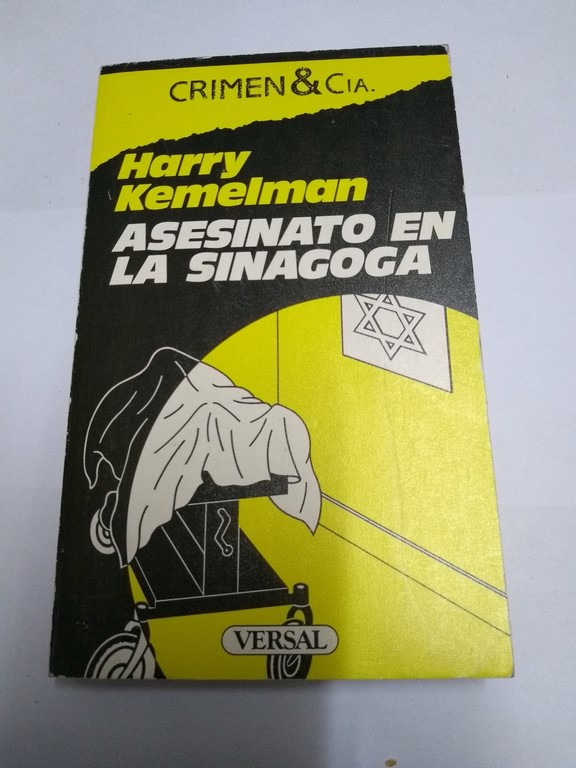 CRIMEN & CIA.
Harry
Kemelman
ASESINATO EN
LA SINAGOGA
VERSAL